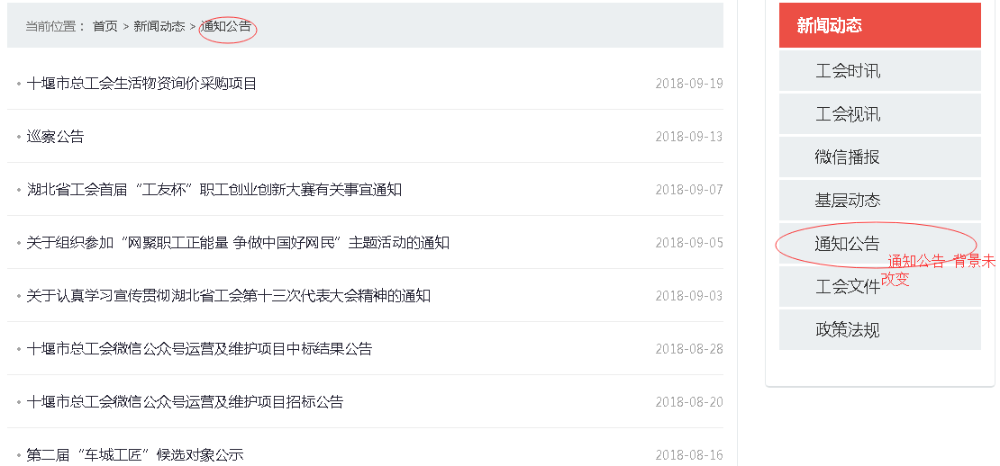 当前位置： 首页 > 新闻动态 > 通知公告
十堰市总工会生活物资询价采购项目 2018-09-19
巡察公告 2018-09-13
湖北省工会首届“工友杯”职工创业创新大赛有关事宜通知 2018-09-07
关于组织参加“网聚职工正能量 争做中国好网民”主题活动的通知 2018-09-05
关于认真学习宣传贯彻湖北省工会第十三次代表大会精神的通知 2018-09-03
十堰市总工会微信公众号运营及维护项目中标结果公告 2018-08-28
十堰市总工会微信公众号运营及维护项目招标公告 2018-08-20
第二届“车城工匠”候选对象公示 2018-08-16
新闻动态
工会时讯
工会视讯
微信播报
基层动态
通知公告
通知公告 背景未
改变
工会文件
政策法规